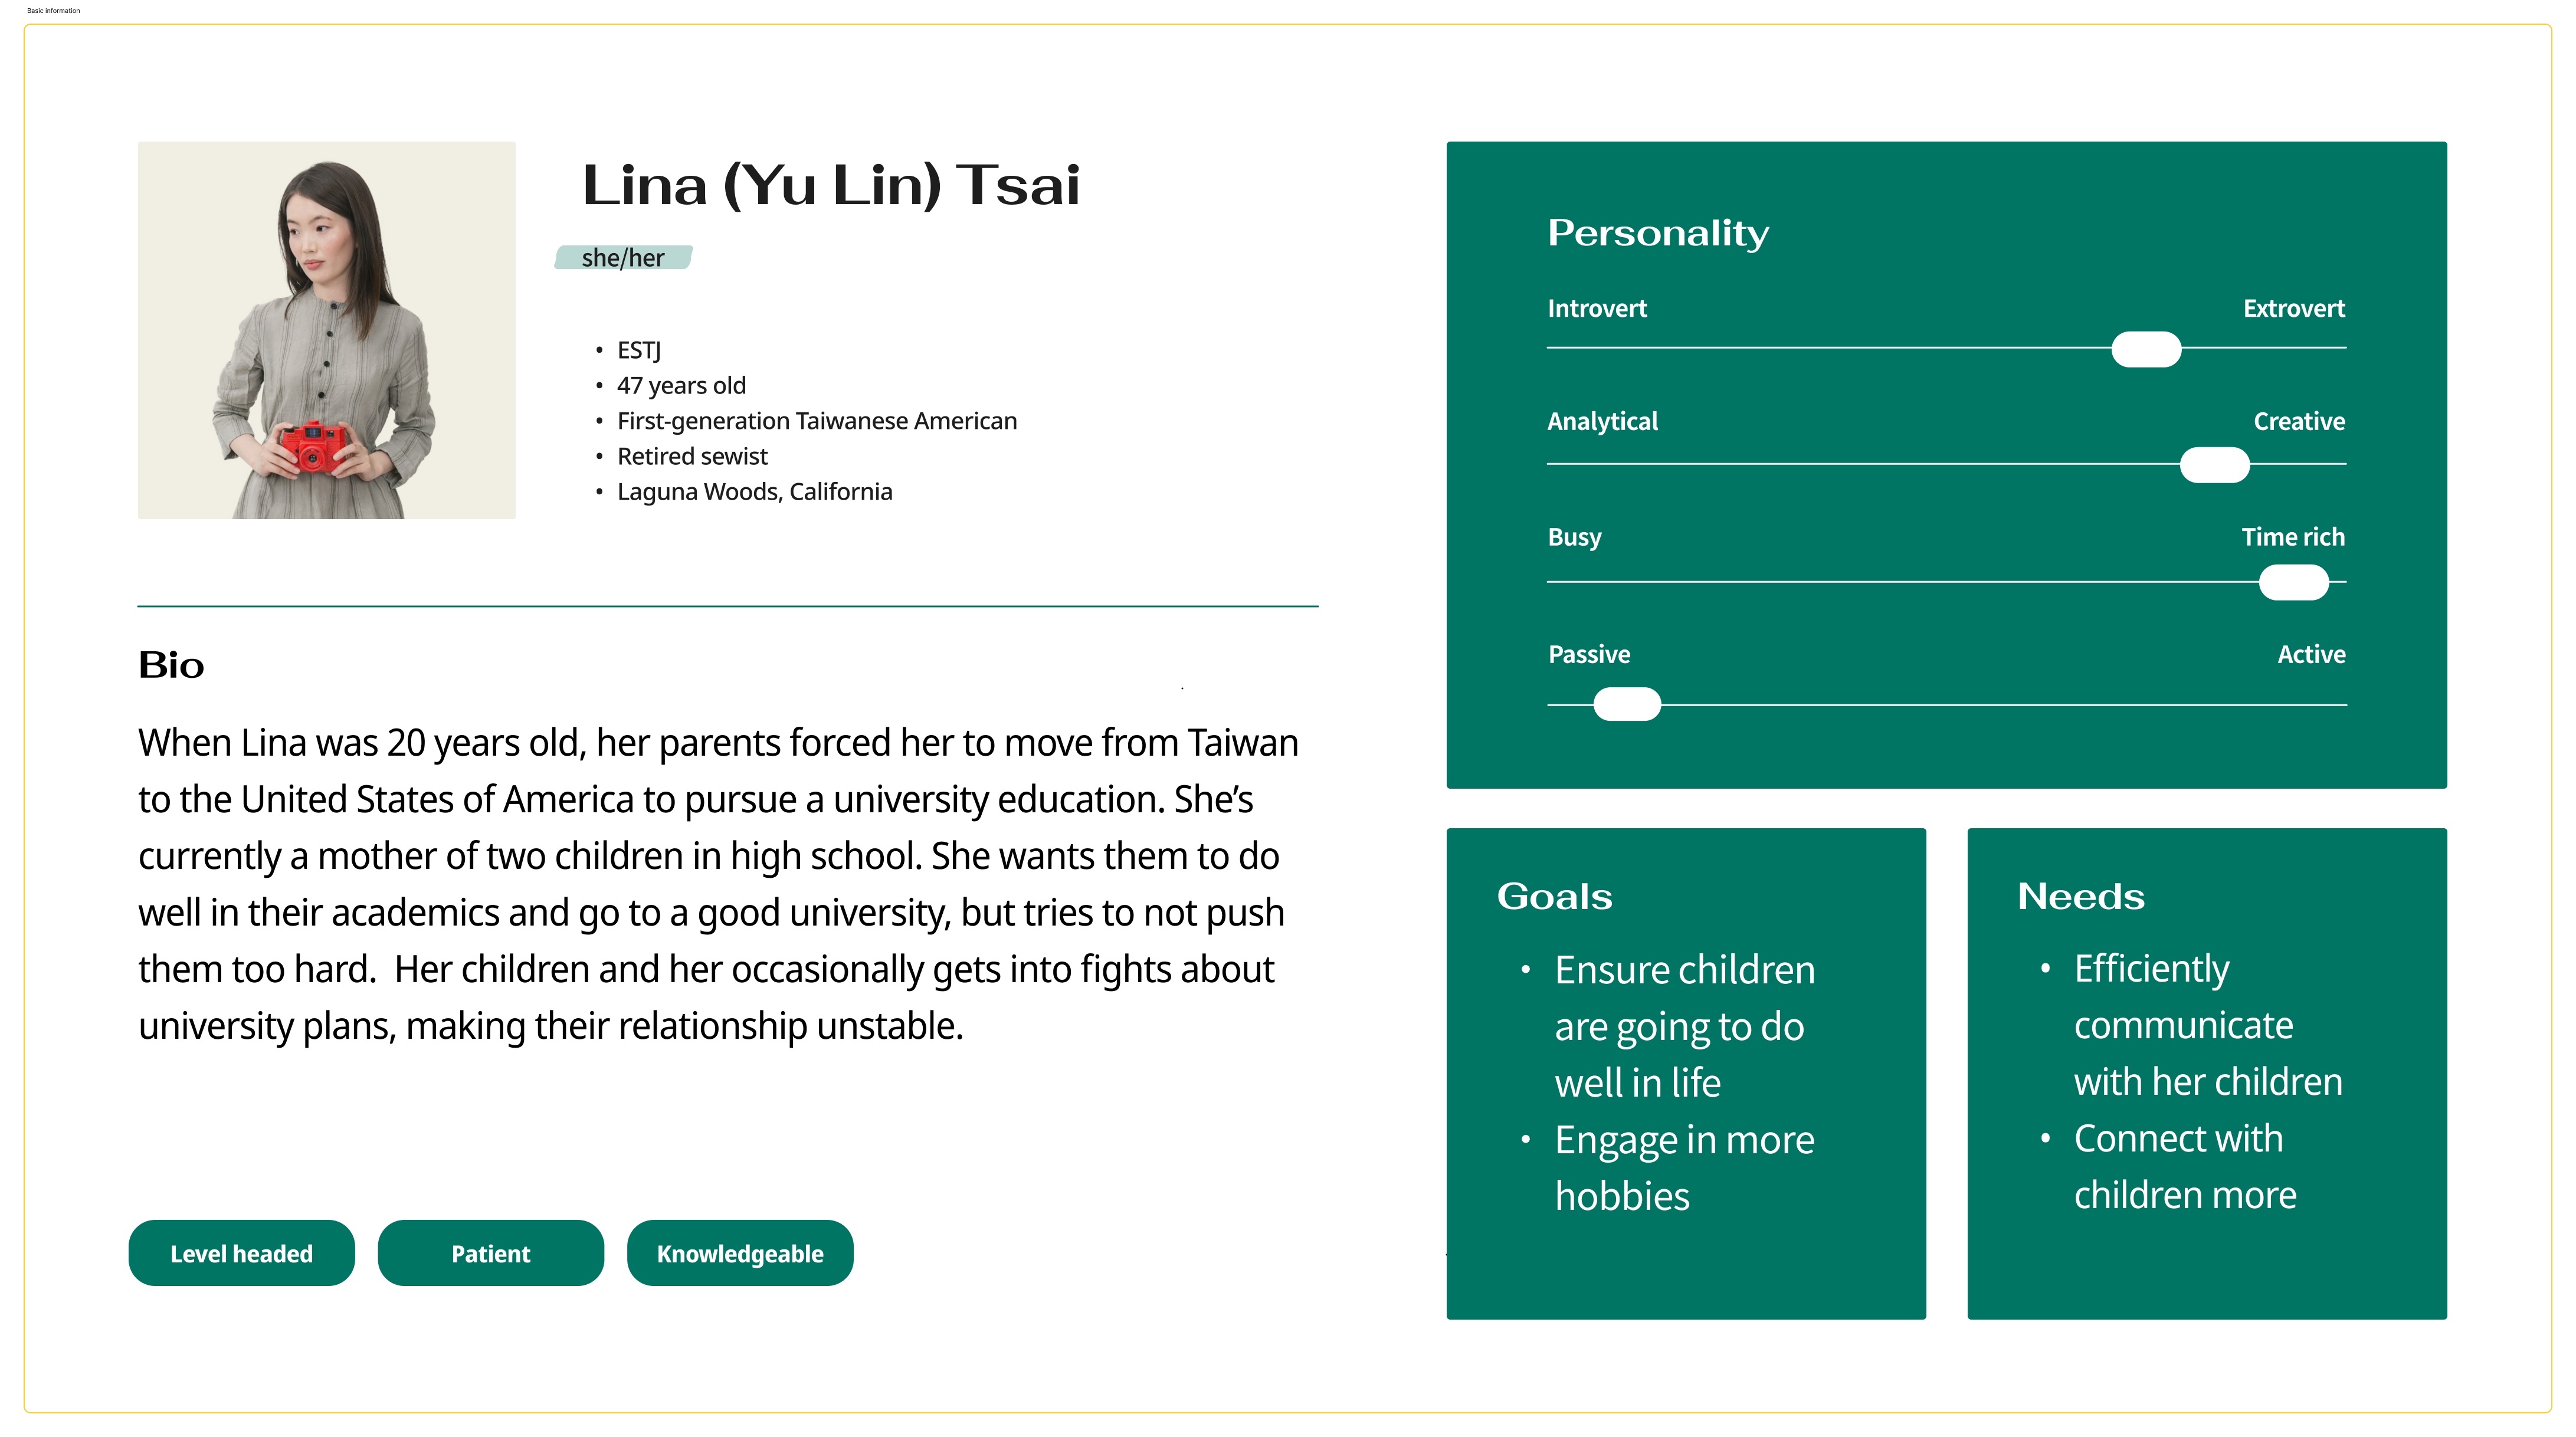 Basic information
Lina (Yu Lin) Tsai
she/her
• ESTJ
• 47 years old
• First-generation Taiwanese American
• Retired sewist
• Laguna Woods, California
Bio
When Lina was 20 years old, her parents forced her to move from Taiwan
to the United States of America to pursue a university education. She’s
currently a mother of two children in high school. She wants them to do
well in their academics and go to a good university, but tries to not push
them too hard.  Her children and her occasionally gets into fights about
university plans, making their relationship unstable.
Level headed
Patient
Knowledgeable
Personality
Introvert Extrovert
Analytical Creative
Busy Time rich
Passive Active
Goals
• Ensure children
are going to do
well in life
• Engage in more
hobbies
Needs
• Efficiently
communicate
with her children
• Connect with
children more